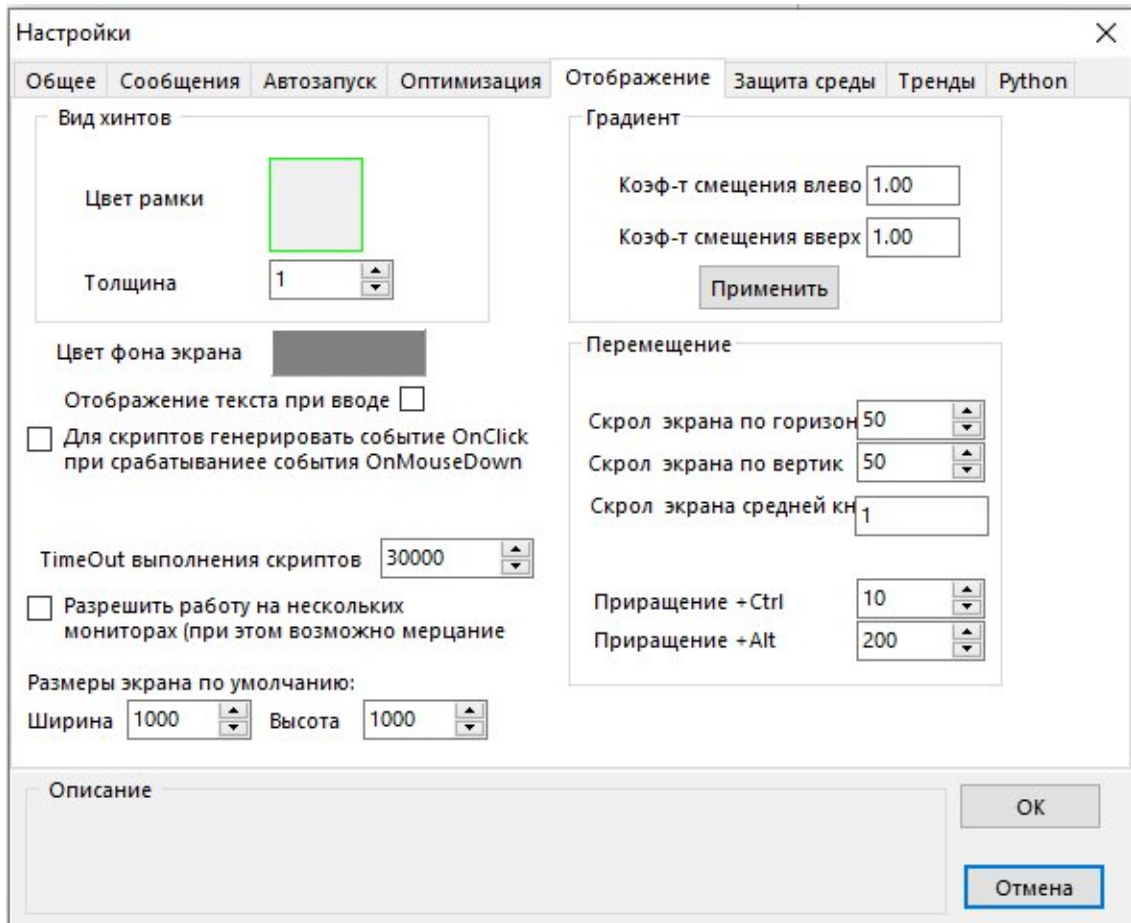 Настройки
Общее Сообщения Автозапуск Оптимизация Отображение Защита среды Тренды Python
Вид хинтов
Цвет рамки
Толщина 1
Цвет фона экрана
Отображение текста при вводе
Для скриптов генерировать событие OnClick
при срабатываниее события OnMouseDown
TimeOut выполнения скриптов 30000
Разрешить работу на нескольких
мониторах (при этом возможно мерцание
Размеры экрана по умолчанию:
Ширина 1000 Высота 1000
Градиент
Коэф-т смещения влево 1.00
Коэф-т смещения вверх 1.00
Применить
Перемещение
Скрол экрана по горизон 50
Скрол экрана по вертик 50
Скрол экрана средней кн 1
Приращение +Ctrl 10
Приращение +Alt 200
Описание
OK
Отмена